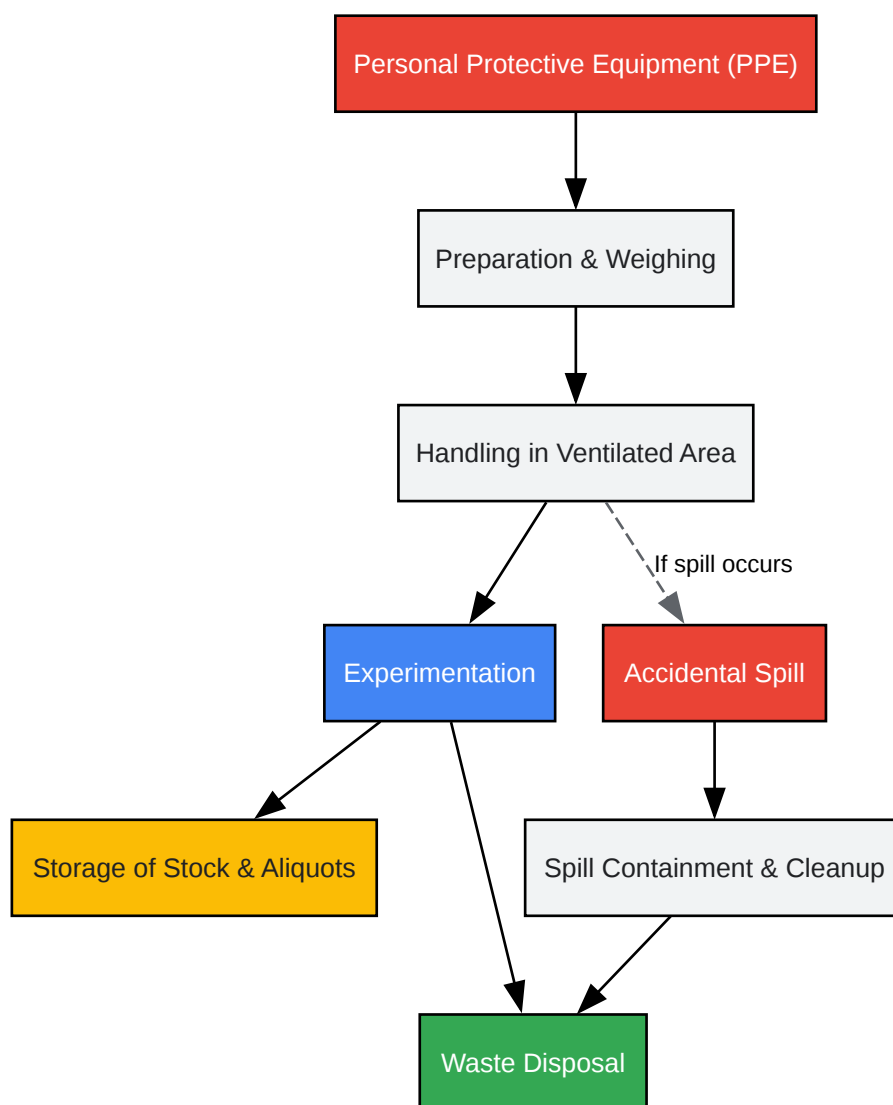 Personal Protective Equipment (PPE)
Preparation & Weighing
Handling in Ventilated Area
If spill occurs
Experimentation
Accidental Spill
Storage of Stock & Aliquots
Spill Containment & Cleanup
Waste Disposal